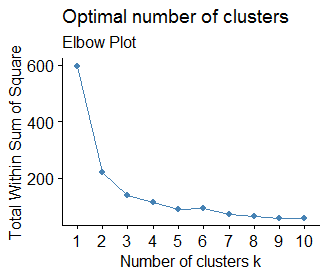 Optimal number of clusters
Elbow Plot
Total Within Sum of Square
600
400
200
1 2 3 4 5 6 7 8 9 10
Number of clusters k